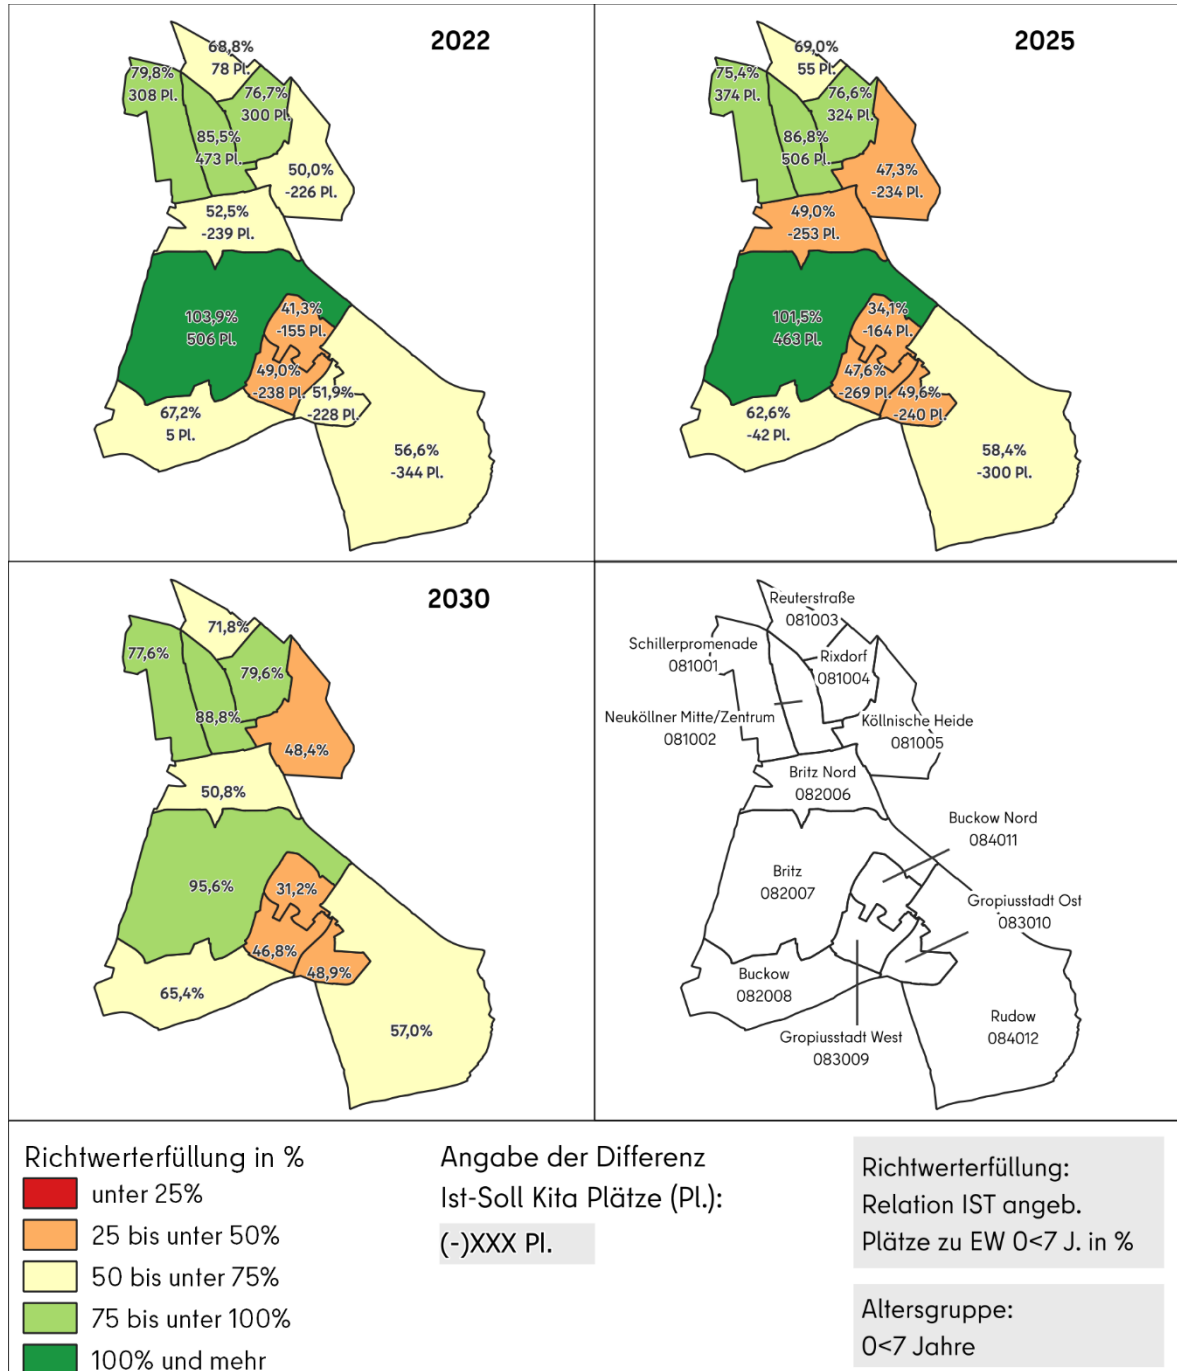 2022
68,8%
78 Pl.
79,8%
308 Pl.
76,7%
300 Pl.
85,5%
473 Pl.
50,0%
-226 Pl.
52,5%
-239 Pl.
103,9%
506 Pl.
41,3%
-155 Pl.
49,0%
-238 Pl.
51,9%
-228 Pl.
67,2%
5 Pl.
56,6%
-344 Pl.
2025
69,0%
55 Pl.
75,4%
374 Pl.
76,6%
324 Pl.
86,8%
506 Pl.
47,3%
-234 Pl.
49,0%
-253 Pl.
101,5%
463 Pl.
34,1%
-164 Pl.
47,6%
-269 Pl.
49,6%
-240 Pl.
62,6%
-42 Pl.
58,4%
-300 Pl.
2030
71,8%
77,6%
79,6%
88,8%
48,4%
50,8%
95,6%
31,2%
46,8%
48,9%
65,4%
57,0%
Reuterstraße
081003
Schillerpromenade
081001
Rixdorf
081004
Neuköllner Mitte/Zentrum
081002
Köllnische Heide
081005
Britz Nord
082006
Buckow Nord
084011
Britz
082007
Gropiusstadt Ost
083010
Buckow
082008
Gropiusstadt West
083009
Rudow
084012
Richtwerterfüllung in %
unter 25%
25 bis unter 50%
50 bis unter 75%
75 bis unter 100%
100% und mehr
Angabe der Differenz
Ist-Soll Kita Plätze (Pl.):
(-)XXX Pl.
Richtwerterfüllung:
Relation IST angeb.
Plätze zu EW 0<7 J. in %
Altersgruppe:
0<7 Jahre